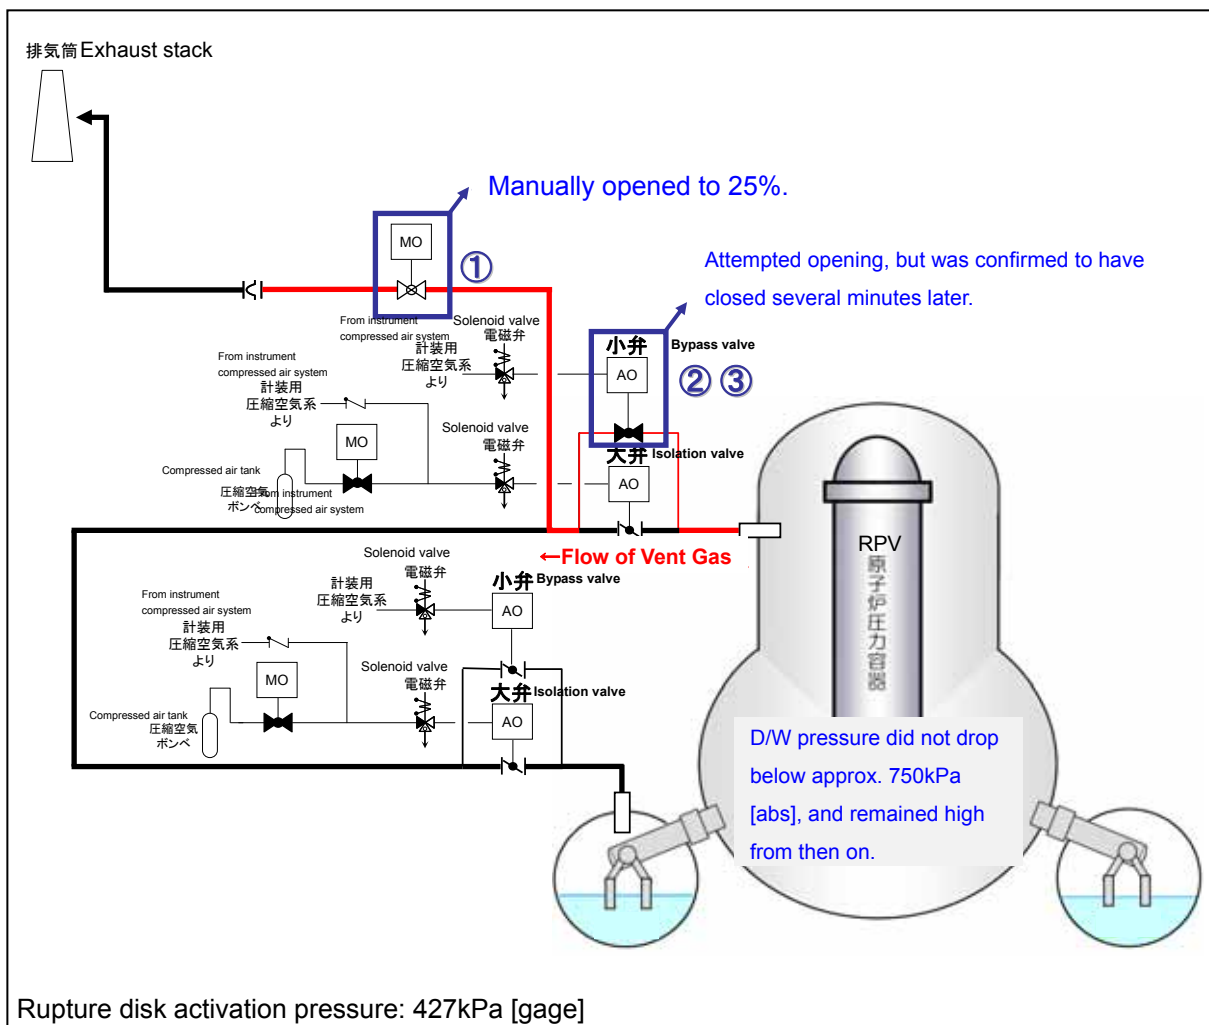 排気筒Exhaust stack
Manually opened to 25%.
MO
①
Attempted opening, but was confirmed to have
closed several minutes later.
From instrument
compressed air system
計装用
圧縮空気系
より
Solenoid valve
電磁弁
小弁 Bypass valve
AO
② ③
From instrument
compressed air system
計装用
圧縮空気系
より
MO
Solenoid valve
電磁弁
大弁 Isolation valve
AO
Compressed air tank
圧縮空気
ボンベ
From instrument
compressed air system
←Flow of Vent Gas
RPV
原子炉圧力容器
Solenoid valve
電磁弁
計装用
圧縮空気系
より
小弁 Bypass valve
AO
From instrument
compressed air system
計装用
圧縮空気系
より
MO
Solenoid valve
電磁弁
大弁 Isolation valve
AO
Compressed air tank
圧縮空気
ボンベ
D/W pressure did not drop
below approx. 750kPa
[abs], and remained high
from then on.
Rupture disk activation pressure: 427kPa [gage]